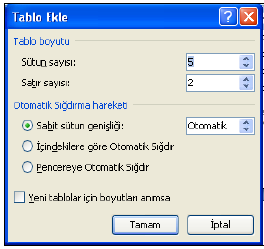 Tablo Ekle
Tablo boyutu
Sütun sayısı: 5
Satır sayısı: 2
Otomatik Sığdırma hareketi
Sabit sütun genişliği: Otomatik
İçindekilere göre Otomatik Sığdır
Pencereye Otomatik Sığdır
Yeni tablolar için boyutları anımsa
Tamam İptal